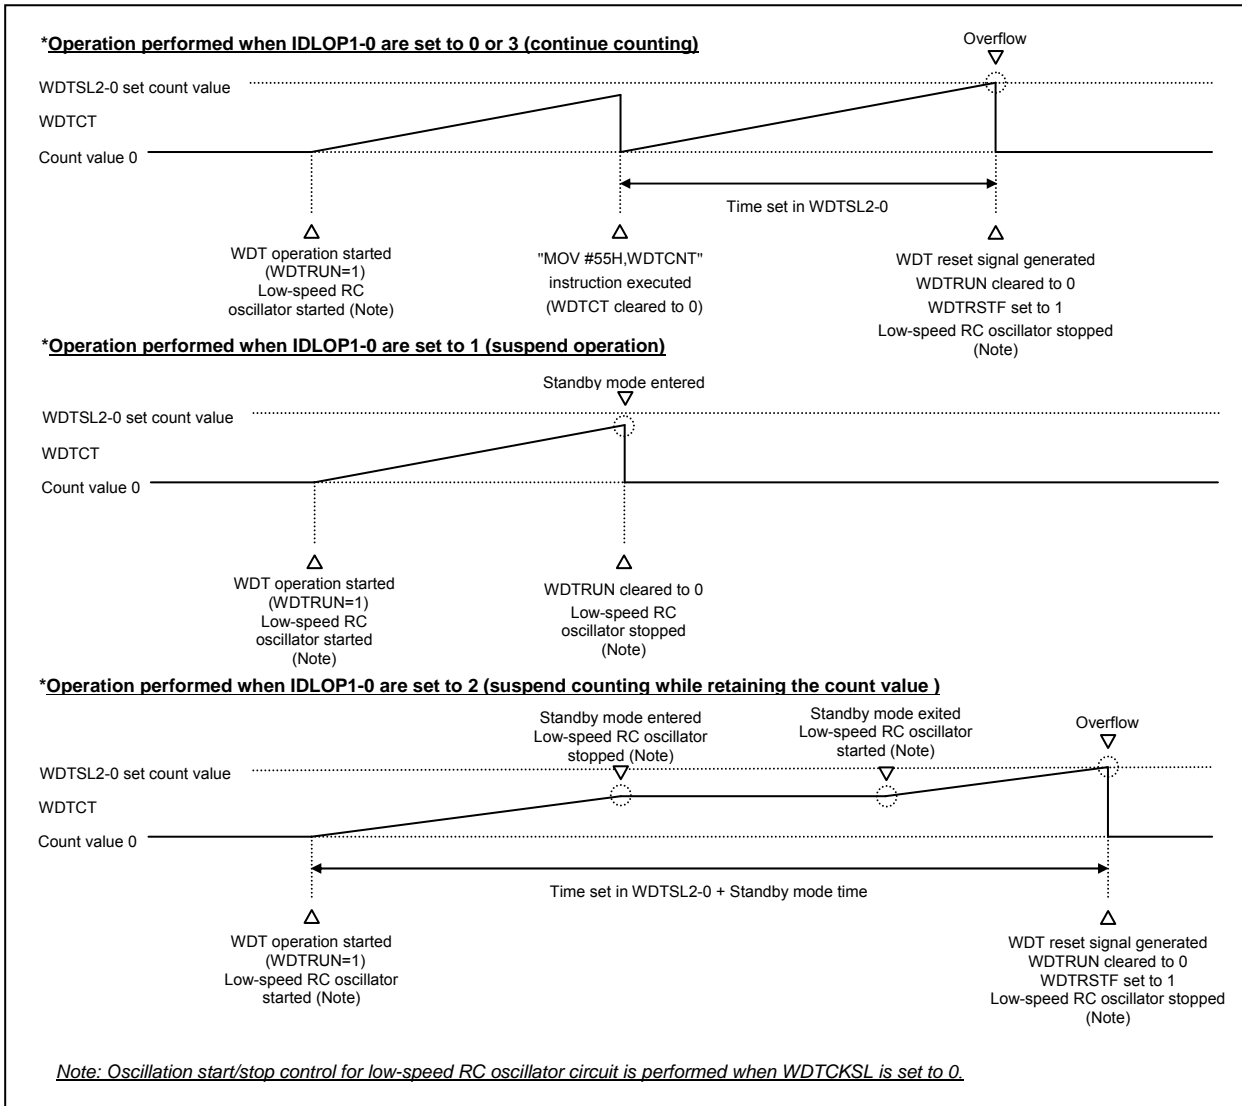 *Operation performed when IDLOP1-0 are set to 0 or 3 (continue counting)
Overflow
WDTSL2-0 set count value
WDTCT
Count value 0
Time set in WDTSL2-0
WDT operation started
(WDTRUN=1)
Low-speed RC
oscillator started (Note)
"MOV #55H,WDTCNT"
instruction executed
(WDTCT cleared to 0)
WDT reset signal generated
WDTRUN cleared to 0
WDTRSTF set to 1
Low-speed RC oscillator stopped
(Note)
*Operation performed when IDLOP1-0 are set to 1 (suspend operation)
Standby mode entered
WDTSL2-0 set count value
WDTCT
Count value 0
WDT operation started
(WDTRUN=1)
Low-speed RC
oscillator started
(Note)
WDTRUN cleared to 0
Low-speed RC
oscillator stopped
(Note)
*Operation performed when IDLOP1-0 are set to 2 (suspend counting while retaining the count value )
Standby mode entered
Low-speed RC oscillator
stopped (Note)
Standby mode exited
Low-speed RC oscillator
started (Note)
Overflow
WDTSL2-0 set count value
WDTCT
Count value 0
Time set in WDTSL2-0 + Standby mode time
WDT operation started
(WDTRUN=1)
Low-speed RC oscillator
started (Note)
WDT reset signal generated
WDTRUN cleared to 0
WDTRSTF set to 1
Low-speed RC oscillator stopped
(Note)
Note: Oscillation start/stop control for low-speed RC oscillator circuit is performed when WDTCKSL is set to 0.